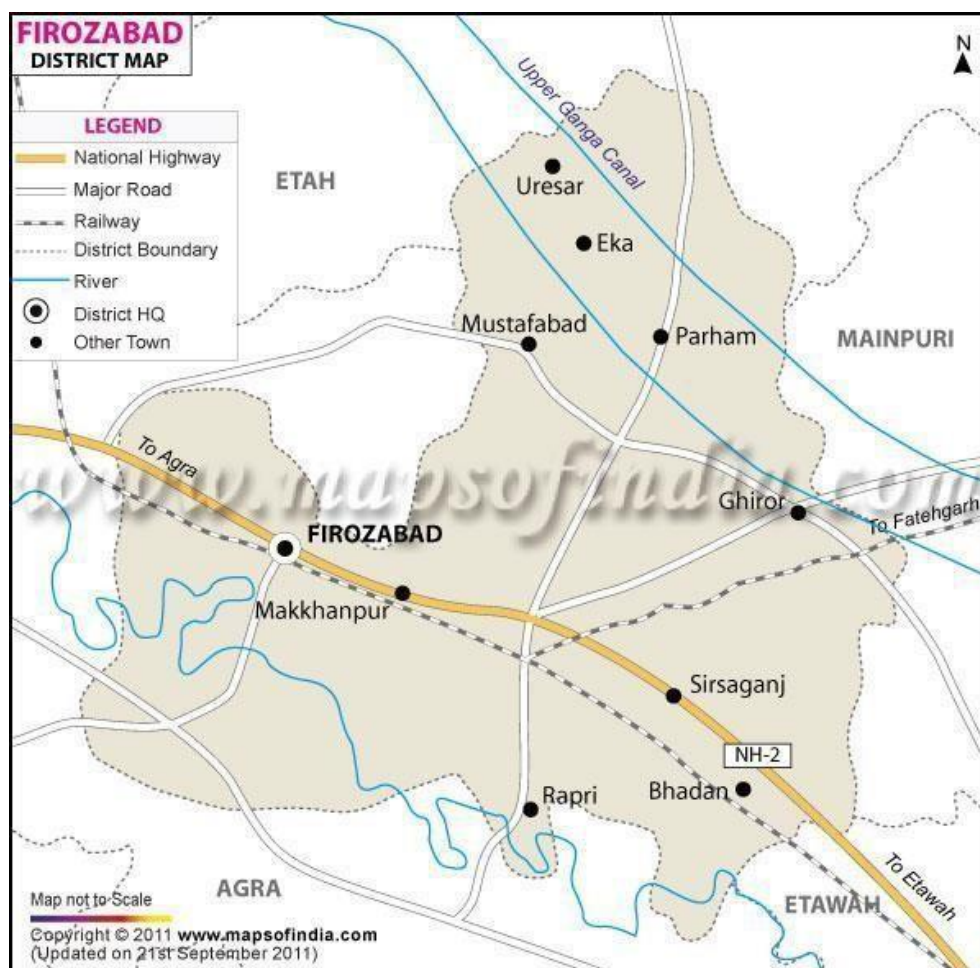 FIROZABAD
DISTRICT MAP
N
LEGEND
National Highway
Major Road
Railway
District Boundary
River
District HQ
Other Town
Upper Ganga Canal
ETAH
Uresar
Eka
Mustafabad
Parham
MAINPURI
To Agra
www.mapsofindia.com
Ghiror
To Fatehgarh
FIROZABAD
Makkhanpur
Sirsaganj
NH-2
Bhadan
Rapri
To Etawah
AGRA
ETAWAH
Map not to Scale
Copyright © 2011 www.mapsofindia.com
(Updated on 21st September 2011)